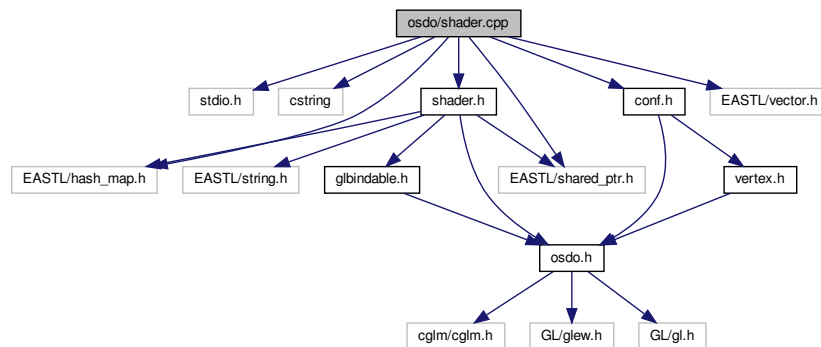 osdo/shader.cpp
stdio.h
cstring
shader.h
conf.h
EASTL/vector.h
EASTL/hash_map.h
EASTL/string.h
glbindable.h
EASTL/shared_ptr.h
vertex.h
osdo.h
cglm/cglm.h
GL/glew.h
GL/gl.h